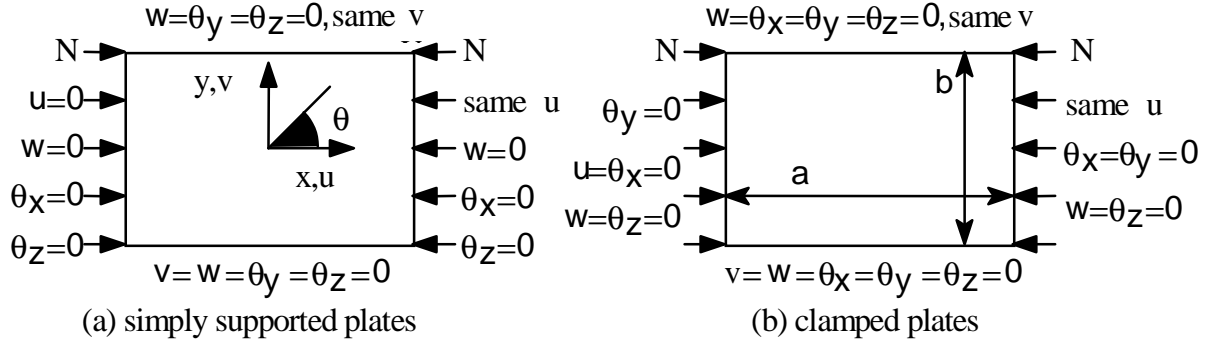 w=θy=θz=0, same v
N N
y,v
u=0 same u
θ
w=0 w=0
x,u
θx=0 θx=0
θz=0 θz=0
v=w=θy=θz=0
(a) simply supported plates
w=θx=θy=θz=0, same v
N N
b
θy=0 same u
θx=θy=0
u=θx=0 a
w=θz=0 w=θz=0
v=w=θx=θy=θz=0
(b) clamped plates